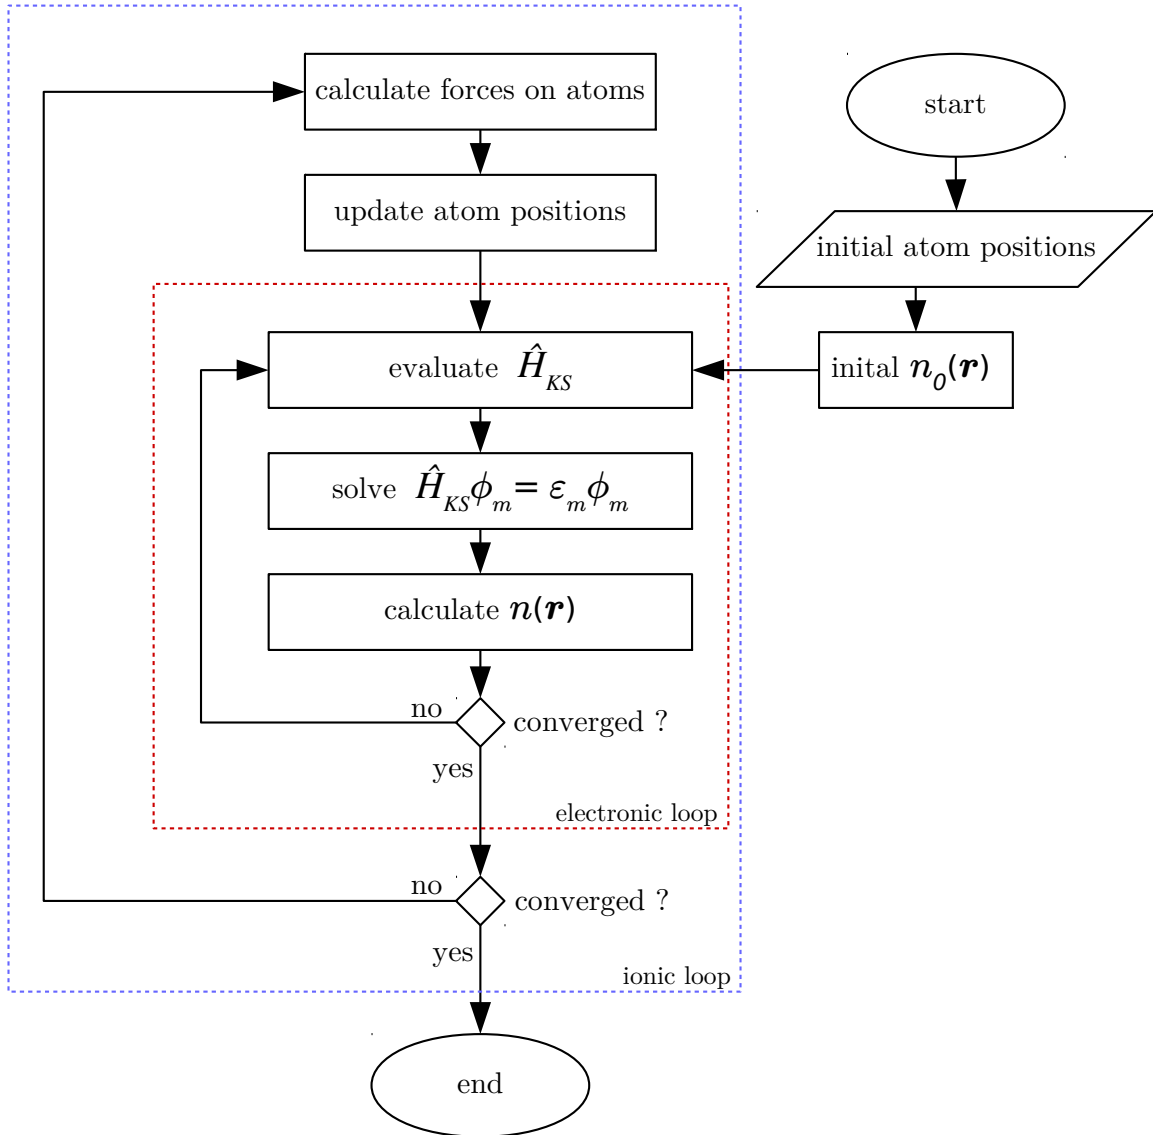 calculate forces on atoms
start
update atom positions
initial atom positions
evaluate Ĥ_KS
inital n_0(r)
solve Ĥ_KS ϕ_m = ε_m ϕ_m
calculate n(r)
no
converged ?
yes
electronic loop
no
converged ?
yes
ionic loop
end